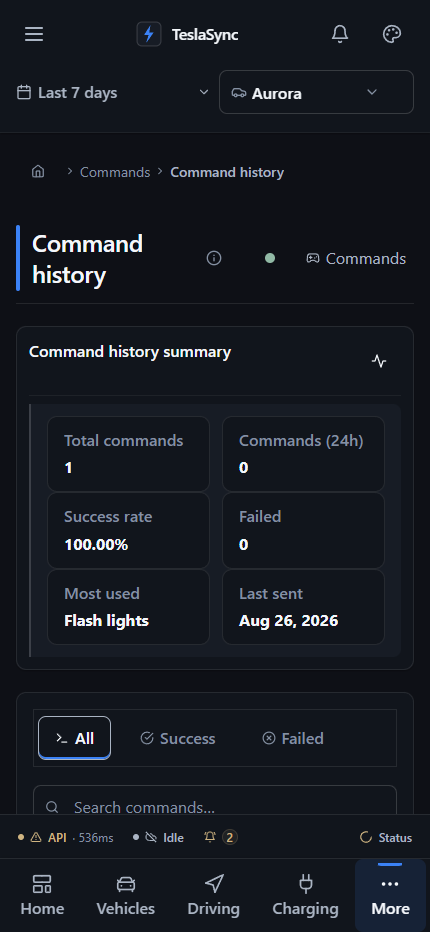 TeslaSync
Last 7 days
Aurora
Commands
Command history
Command
history
Commands
Command history summary
Total commands
1
Commands (24h)
0
Success rate
100.00%
Failed
0
Most used
Flash lights
Last sent
Aug 26, 2026
All
Success
Failed
Search commands...
API · 536ms
Idle
2
Status
Home
Vehicles
Driving
Charging
More